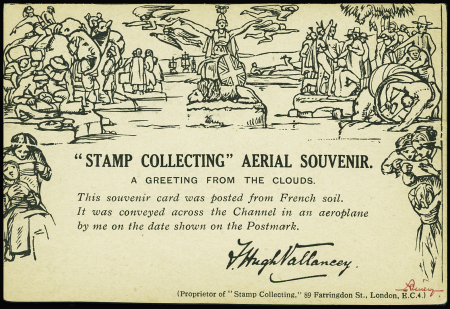 "STAMP COLLECTING" AERIAL SOUVENIR.
A GREETING FROM THE CLOUDS.
This souvenir card was posted from French soil.
It was conveyed across the Channel in an aeroplane
by me on the date shown on the Postmark.
F. Hugh Vallancey.
(Proprietor of "Stamp Collecting," 89 Farringdon St., London, E.C.4.)